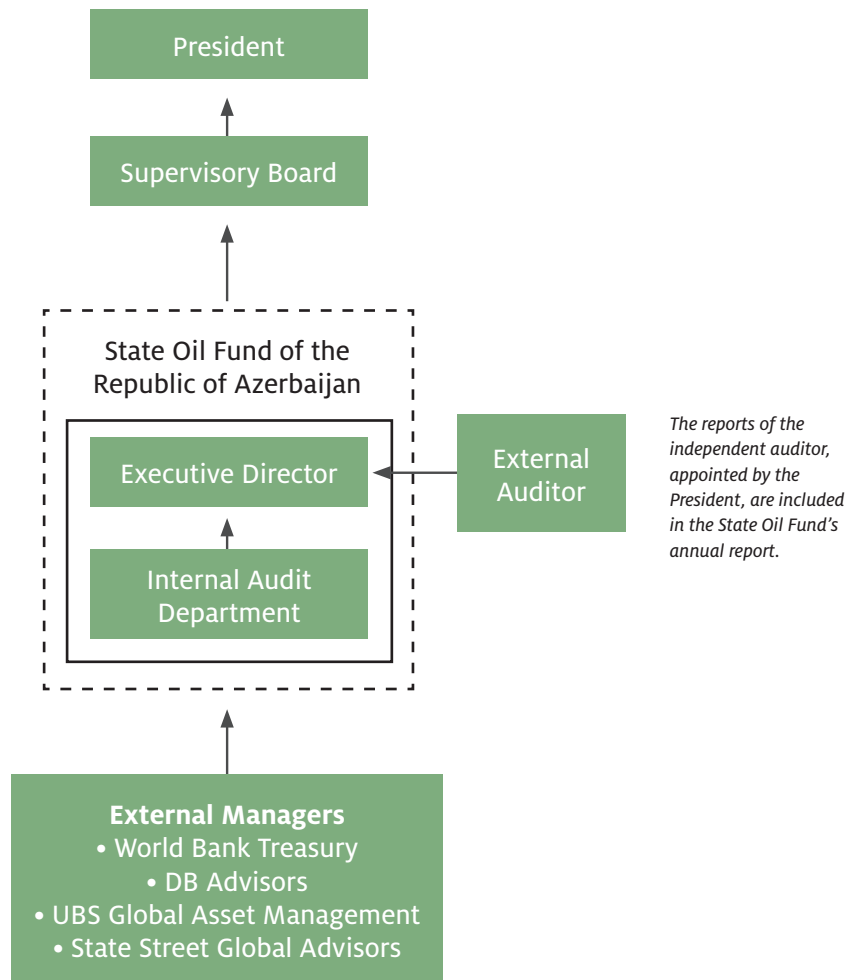 President
Supervisory Board
State Oil Fund of the
Republic of Azerbaijan
Executive Director
Internal Audit
Department
External
Auditor
The reports of the
independent auditor,
appointed by the
President, are included
in the State Oil Fund’s
annual report.
External Managers
• World Bank Treasury
• DB Advisors
• UBS Global Asset Management
• State Street Global Advisors